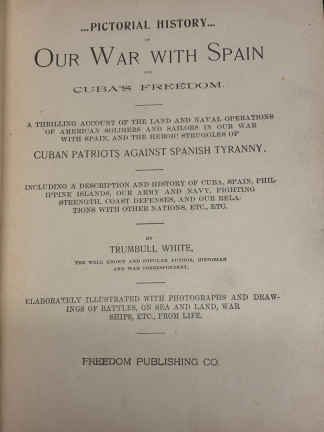 ...PICTORIAL HISTORY...
OF
OUR WAR WITH SPAIN
FOR
CUBA'S FREEDOM.
A THRILLING ACCOUNT OF THE LAND AND NAVAL OPERATIONS
OF AMERICAN SOLDIERS AND SAILORS IN OUR WAR
WITH SPAIN, AND THE HEROIC STRUGGLES OF
CUBAN PATRIOTS AGAINST SPANISH TYRANNY.
INCLUDING A DESCRIPTION AND HISTORY OF CUBA, SPAIN, PHIL-
IPPINE ISLANDS, OUR ARMY AND NAVY, FIGHTING
STRENGTH, COAST DEFENSES, AND OUR RELA-
TIONS WITH OTHER NATIONS, ETC., ETC.
BY
TRUMBULL WHITE,
THE WELL KNOWN AND POPULAR AUTHOR, HISTORIAN
AND WAR CORRESPONDENT.
ELABORATELY ILLUSTRATED WITH PHOTOGRAPHS AND DRAW-
INGS OF BATTLES, ON SEA AND LAND, WAR
SHIPS, ETC., FROM LIFE.
FREEDOM PUBLISHING CO.